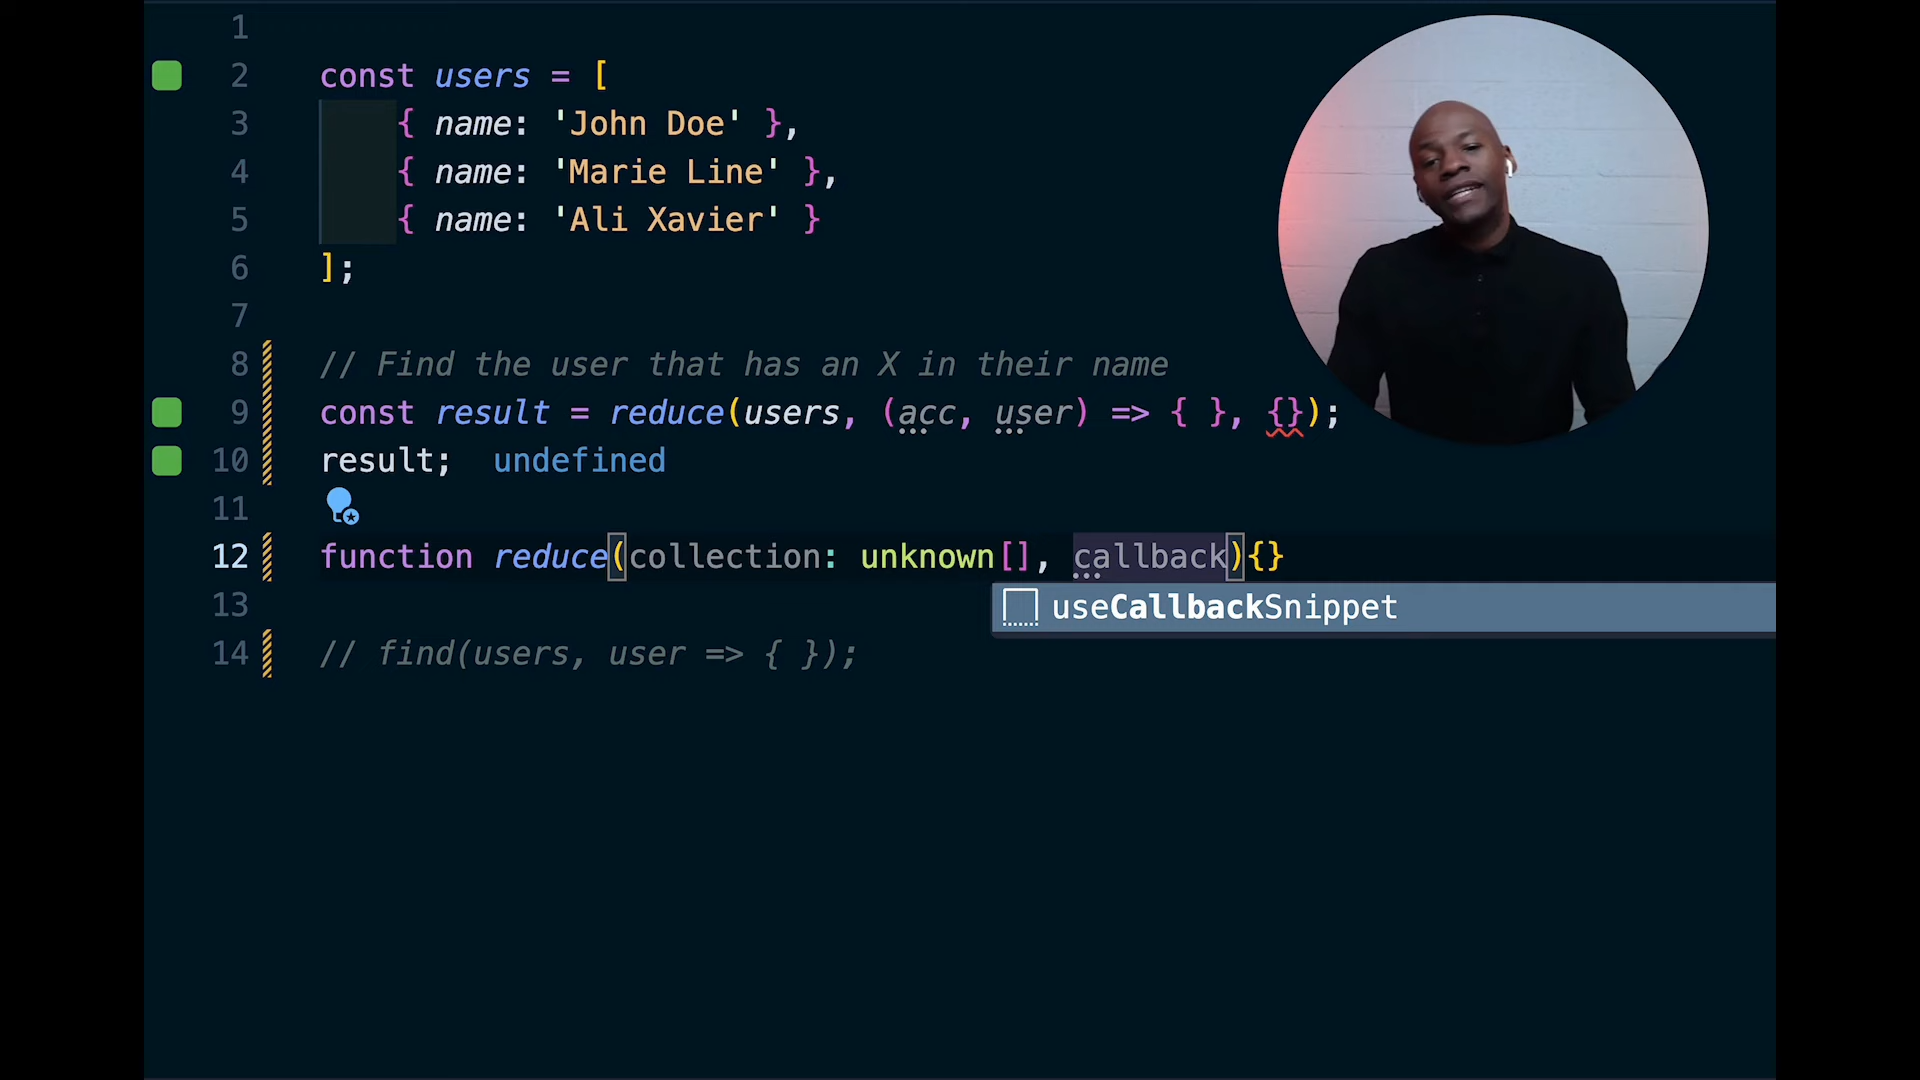 1
2 const users = [
3 { name: 'John Doe' },
4 { name: 'Marie Line' },
5 { name: 'Ali Xavier' }
6 ];
7
8 // Find the user that has an X in their name
9 const result = reduce(users, (acc, user) => { }, {});
10 result; undefined
11
12 function reduce(collection: unknown[], callback){}
useCallbackSnippet
13
14 // find(users, user => { });